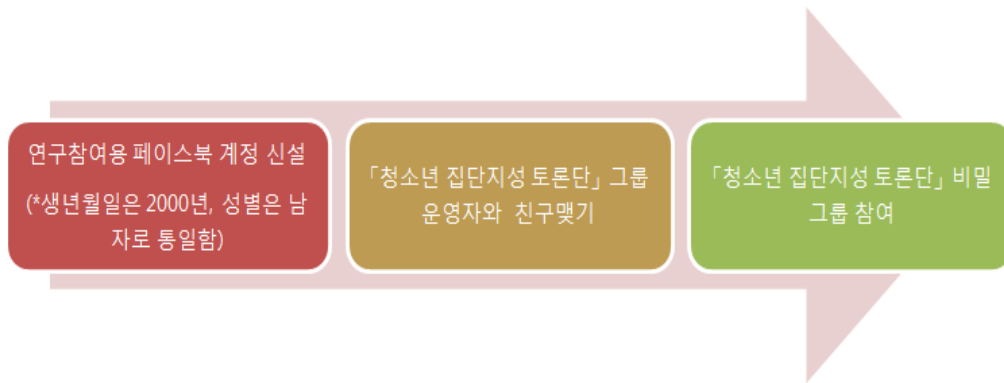 연구참여용 페이스북 계정 신설
(*생년월일은 2000년, 성별은 남
자로 통일함)
「청소년 집단지성 토론단」 그룹
운영자와 친구맺기
「청소년 집단지성 토론단」 비밀
그룹 참여